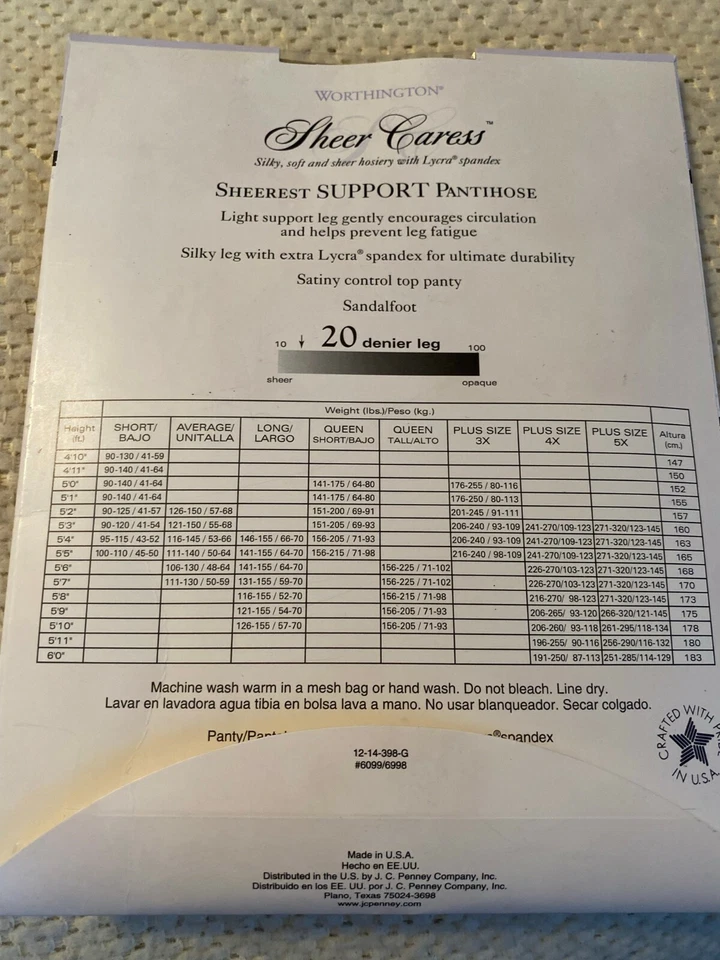 WORTHINGTON®
Sheer Caress™
Silky, soft and sheer hosiery with Lycra® spandex
SHEEREST SUPPORT PANTIHOSE
Light support leg gently encourages circulation
and helps prevent leg fatigue
Silky leg with extra Lycra® spandex for ultimate durability
Satiny control top panty
Sandalfoot
10 20 denier leg 100
sheer opaque
Weight (lbs.)/Peso (kg.)
Height (ft.) SHORT/BAJO AVERAGE/UNITALLA LONG/LARGO QUEEN SHORT/BAJO QUEEN TALL/ALTO PLUS SIZE 3X PLUS SIZE 4X PLUS SIZE 5X Altura (cm.)
4'10" 90-130 / 41-59 147
4'11" 90-140 / 41-64 150
5'0" 90-140 / 41-64 141-175 / 64-80 176-255 / 80-116 152
5'1" 90-140 / 41-64 141-175 / 64-80 176-250 / 80-113 155
5'2" 90-125 / 41-57 126-150 / 57-68 151-200 / 69-91 201-245 / 91-111 157
5'3" 90-120 / 41-54 121-150 / 55-68 151-205 / 69-93 206-240 / 93-109 241-270/109-123 271-320/123-145 160
5'4" 95-115 / 43-52 116-145 / 53-66 146-155 / 66-70 156-205 / 71-93 206-240 / 93-109 241-270/109-123 271-320/123-145 163
5'5" 100-110 / 45-50 111-140 / 50-64 141-155 / 64-70 156-215 / 71-98 216-240 / 98-109 241-270/109-123 271-320/123-145 165
5'6" 106-130 / 48-64 141-155 / 64-70 156-225 / 71-102 226-270/103-123 271-320/123-145 168
5'7" 111-130 / 50-59 131-155 / 59-70 156-225 / 71-102 226-270/103-123 271-320/123-145 170
5'8" 116-155 / 52-70 156-215 / 71-98 216-270/ 98-123 271-320/123-145 173
5'9" 121-155 / 54-70 156-205 / 71-93 206-265/ 93-120 266-320/121-145 175
5'10" 126-155 / 57-70 156-205 / 71-93 206-260/ 93-118 261-295/118-134 178
5'11" 196-255/ 90-116 256-290/116-132 180
6'0" 191-250/ 87-113 251-285/114-129 183
Machine wash warm in a mesh bag or hand wash. Do not bleach. Line dry.
Lavar en lavadora agua tibia en bolsa lava a mano. No usar blanqueador. Secar colgado.
Panty/ ®spandex
CRAFTED WITH
IN U.S.A.
12-14-398-G
#6099/6998
Made in U.S.A.
Hecho en EE.UU.
Distributed in the U.S. by J. C. Penney Company, Inc.
Distribuido en los EE. UU. por J. C. Penney Company, Inc.
Plano, Texas 75024-3698
www.jcpenney.com